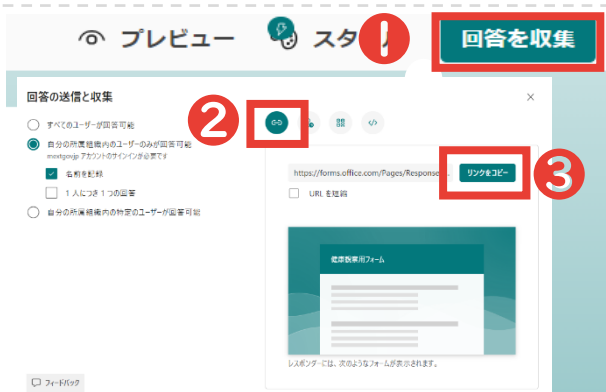 プレビュー
スタ
1
回答を収集
回答の送信と収集
すべてのユーザーが回答可能
自分の所属組織内のユーザーのみが回答可能
mextgovjp アカウントのサインインが必要です
名前を記録
1 人につき 1 つの回答
自分の所属組織内の特定のユーザーが回答可能
2
https://forms.office.com/Pages/Response
リンクをコピー
3
URL を短縮
健康観察用フォーム
レスポンダーには、次のようなフォームが表示されます。
フィードバック